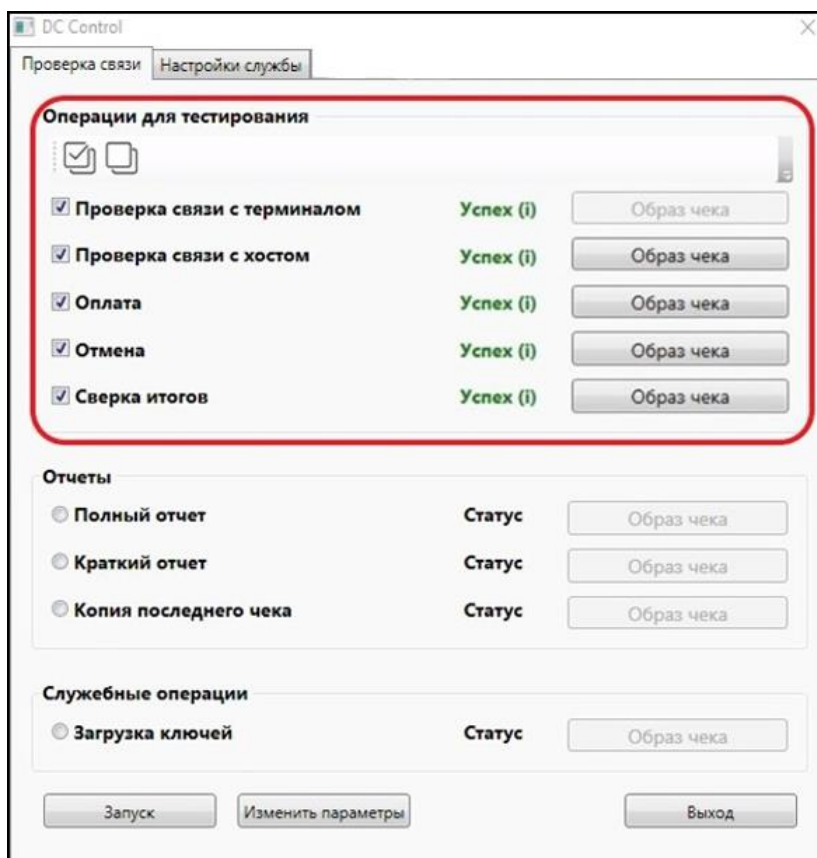 DC Control
Проверка связи Настройки службы
Операции для тестирования
Проверка связи с терминалом Успех (i) Образ чека
Проверка связи с хостом Успех (i) Образ чека
Оплата Успех (i) Образ чека
Отмена Успех (i) Образ чека
Сверка итогов Успех (i) Образ чека
Отчеты
Полный отчет Статус Образ чека
Краткий отчет Статус Образ чека
Копия последнего чека Статус Образ чека
Служебные операции
Загрузка ключей Статус Образ чека
Запуск Изменить параметры Выход